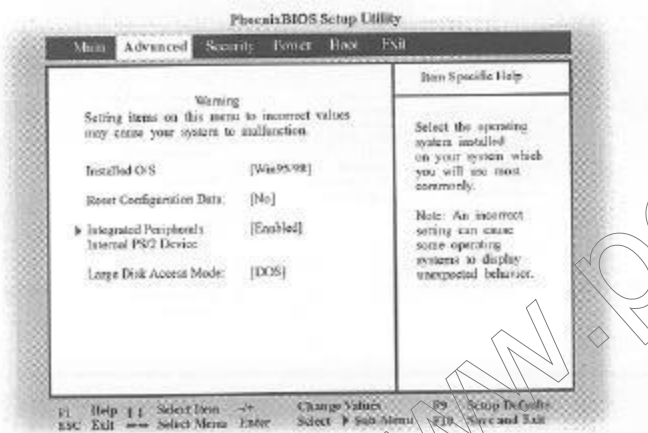 PhoenixBIOS Setup Utility
Main Advanced Security Power Boot Exit
Item Specific Help
Warning
Setting items on this menu to incorrect values
may cause your system to malfunction.
Installed O/S [Win95/98]
Reset Configuration Data: [No]
Integrated Peripherals [Enabled]
Internal PS/2 Device
Large Disk Access Mode: [DOS]
Select the operating
system installed
on your system which
you will use most
commonly.
Note: An incorrect
setting can cause
some operating
systems to display
unexpected behavior.
F1 Help Select Item -/+ Change Values F9 Setup Defaults
ESC Exit Select Menu Enter Select Sub Menu F10 Save and Exit